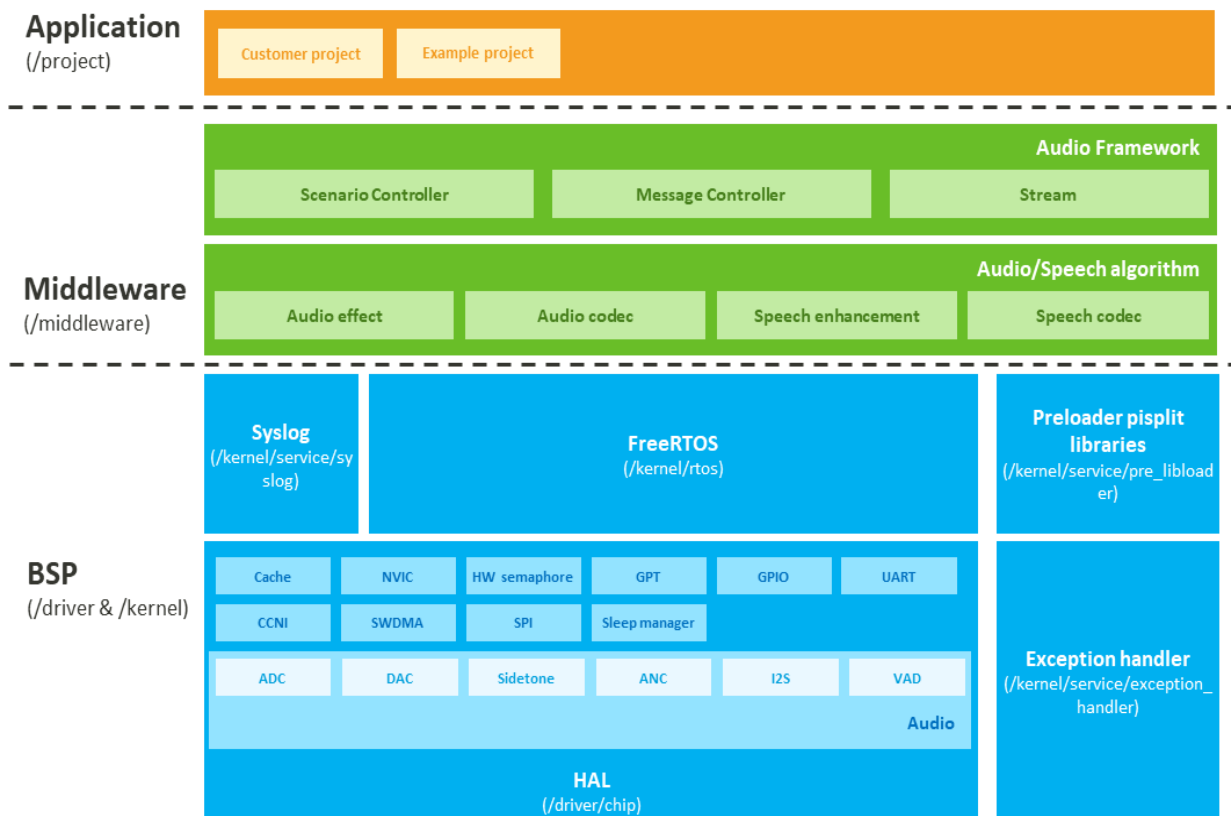 Application
(/project)
Customer project
Example project
Audio Framework
Scenario Controller
Message Controller
Stream
Middleware
(/middleware)
Audio/Speech algorithm
Audio effect
Audio codec
Speech enhancement
Speech codec
BSP
(/driver & /kernel)
Syslog
(/kernel/service/sy
slog)
FreeRTOS
(/kernel/rtos)
Preloader pisplit
libraries
(/kernel/service/pre_libload
er)
Cache
NVIC
HW semaphore
GPT
GPIO
UART
CCNI
SWDMA
SPI
Sleep manager
ADC
DAC
Sidetone
ANC
I2S
VAD
Audio
HAL
(/driver/chip)
Exception handler
(/kernel/service/exception_
handler)